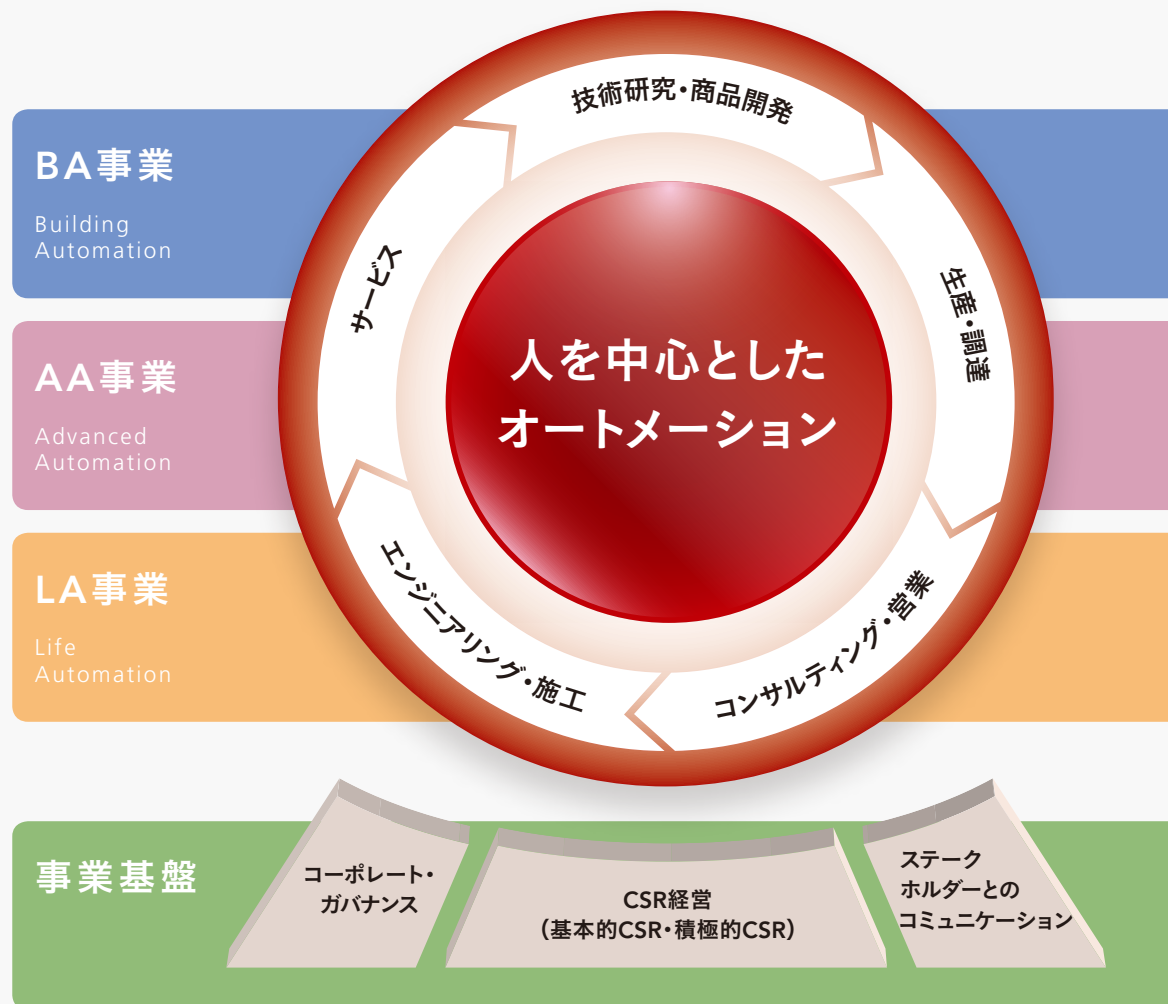 BA事業
Building
Automation
AA事業
Advanced
Automation
LA事業
Life
Automation
技術研究・商品開発
生産・調達
コンサルティング・営業
エンジニアリング・施工
サービス
人を中心とした
オートメーション
事業基盤
コーポレート・
ガバナンス
CSR経営
（基本的CSR・積極的CSR）
ステーク
ホルダーとの
コミュニケーション